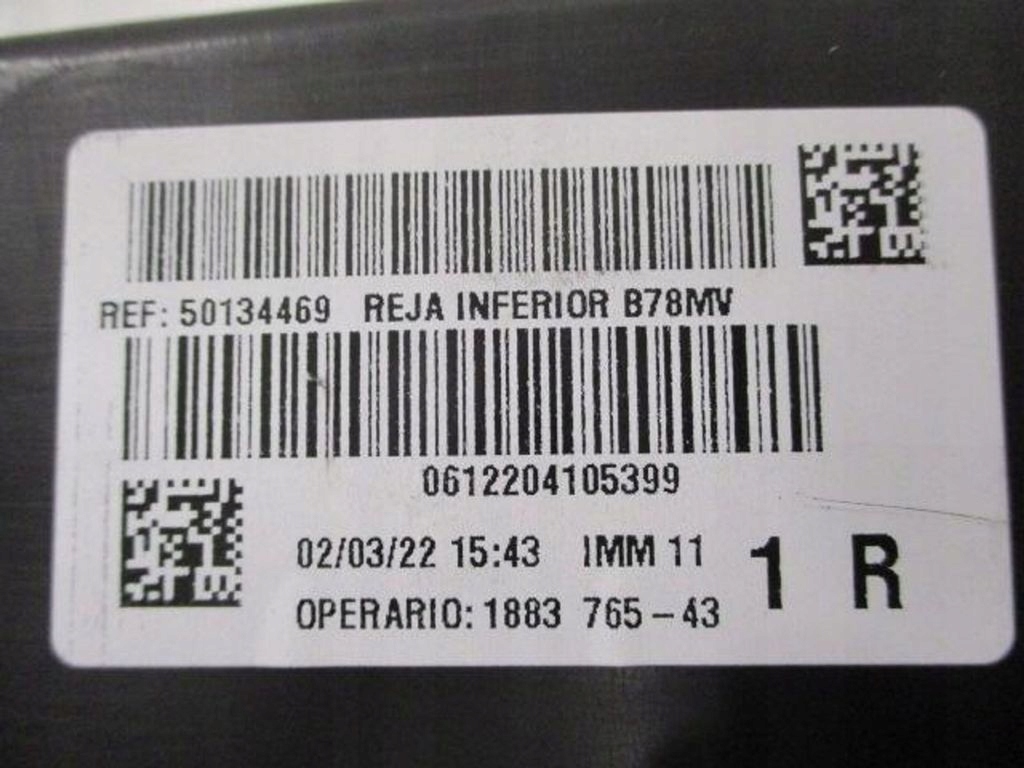 REF: 50134469 REJA INFERIOR B78MV
0612204105399
02/03/22 15:43 IMM 11 1 R
OPERARIO: 1883 765-43